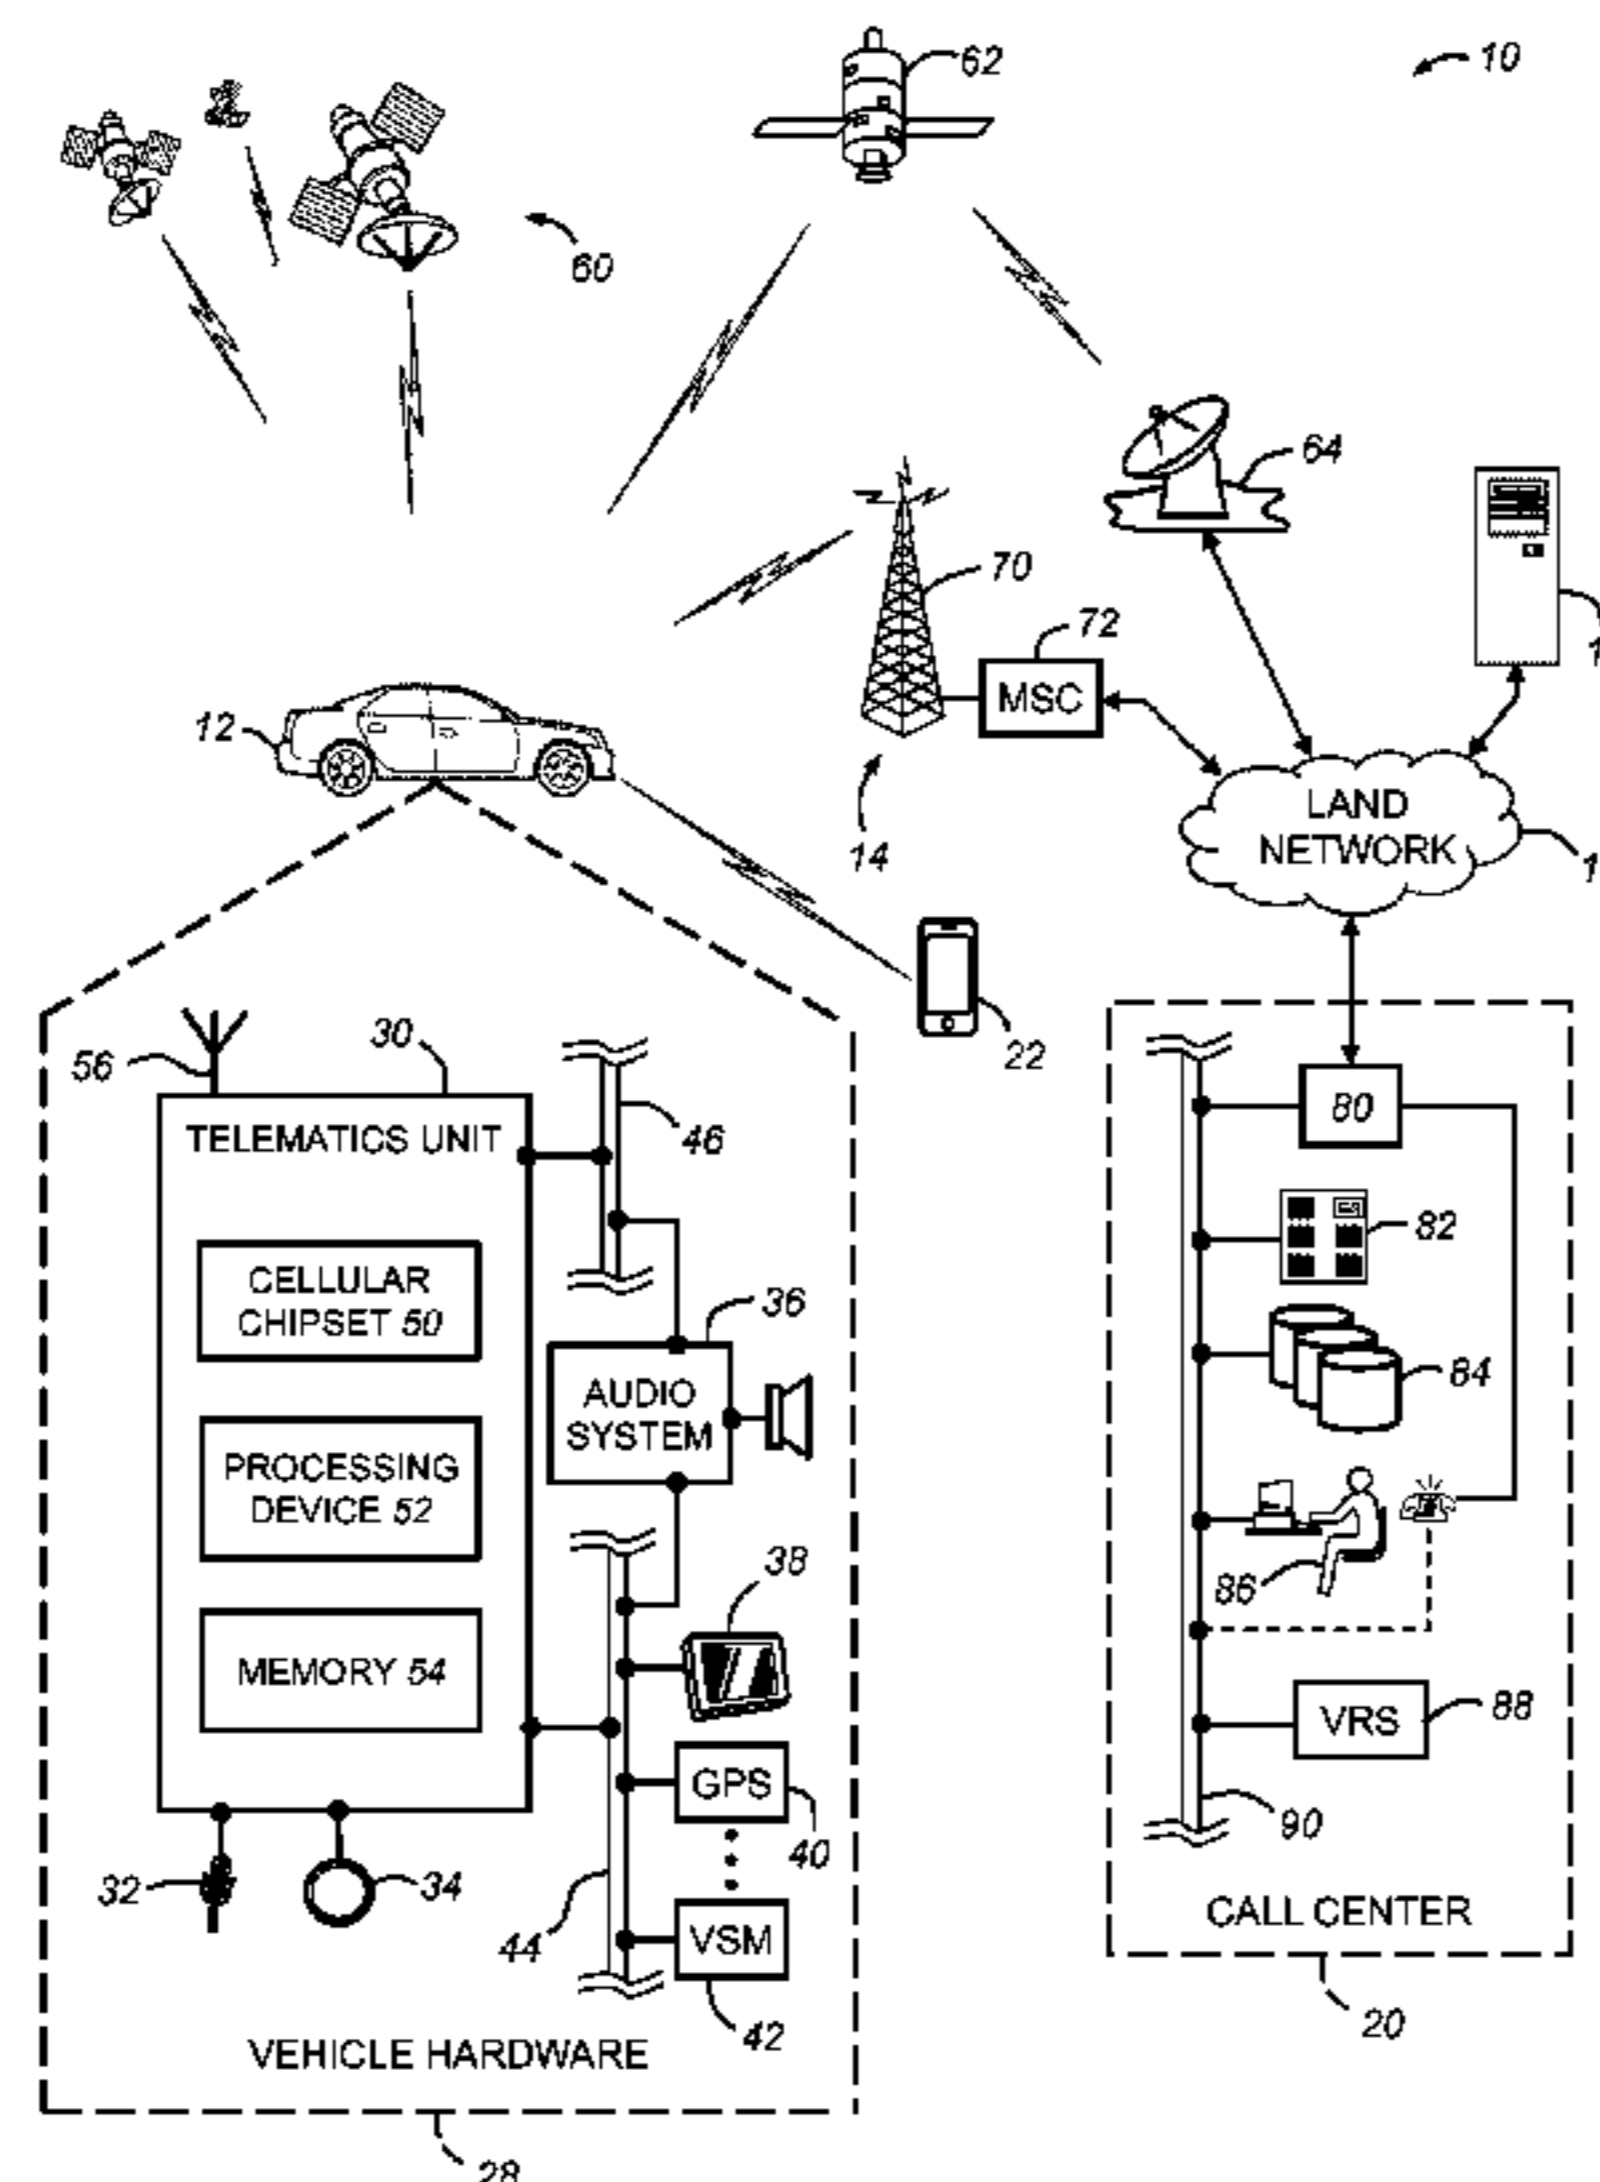 10
62
60
64
70
72
MSC
1
12
14
LAND
NETWORK
1
22
56
30
46
TELEMATICS UNIT
CELLULAR
CHIPSET 50
PROCESSING
DEVICE 52
MEMORY 54
36
AUDIO
SYSTEM
38
GPS
40
VSM
42
44
32
34
VEHICLE HARDWARE
28
80
82
84
86
VRS
88
90
CALL CENTER
20